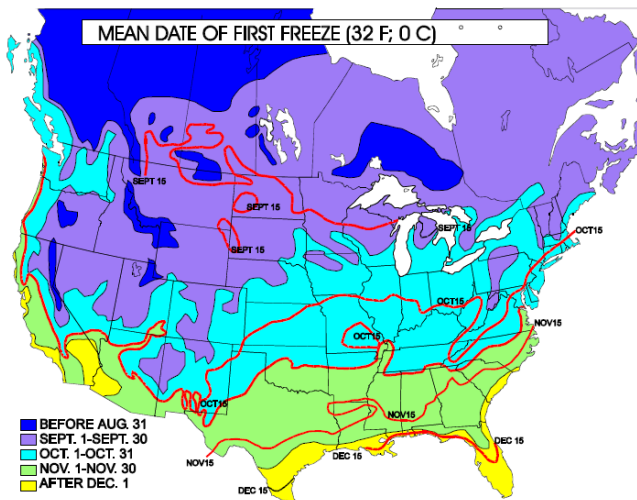 MEAN DATE OF FIRST FREEZE (32 F; 0 C)
SEPT 15
SEPT 15
SEPT 15
SEPT 15
OCT15
OCT15
OCT15
NOV15
OCT15
NOV15
DEC 15
NOV15
DEC 15
DEC 15
BEFORE AUG. 31
SEPT. 1-SEPT. 30
OCT. 1-OCT. 31
NOV. 1-NOV. 30
AFTER DEC. 1